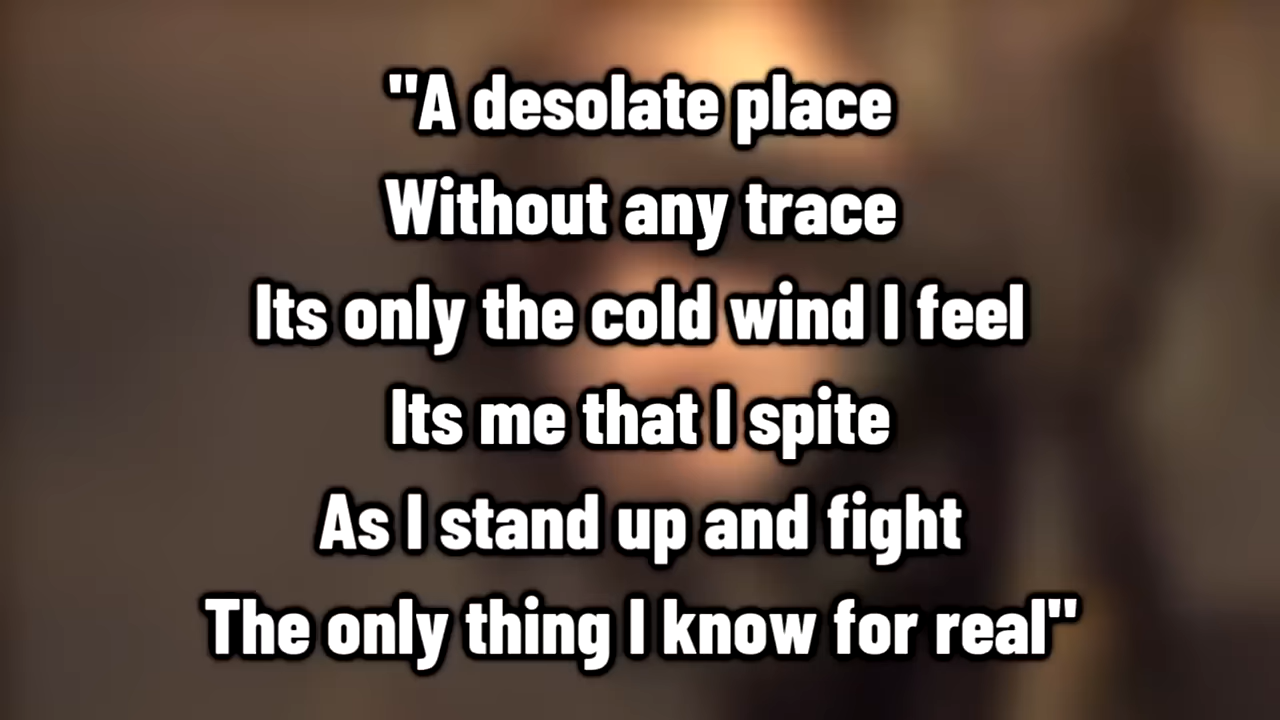 "A desolate place
Without any trace
Its only the cold wind I feel
Its me that I spite
As I stand up and fight
The only thing I know for real"